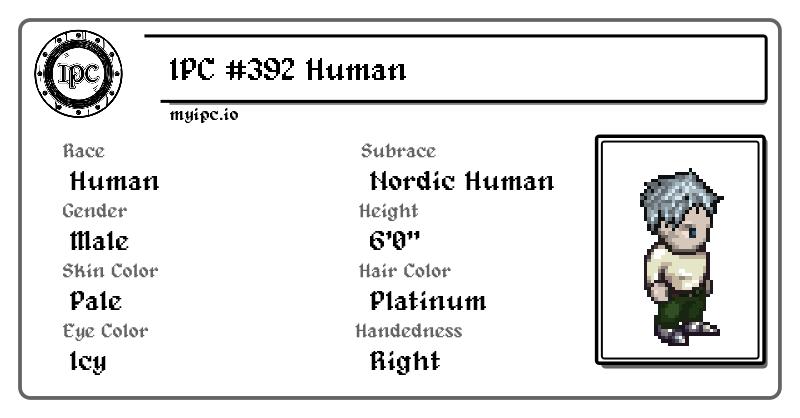 IPC
IPC #392 Human
myipc.io
Race
Human
Subrace
Nordic Human
Gender
Male
Height
6'0"
Skin Color
Pale
Hair Color
Platinum
Eye Color
Icy
Handedness
Right